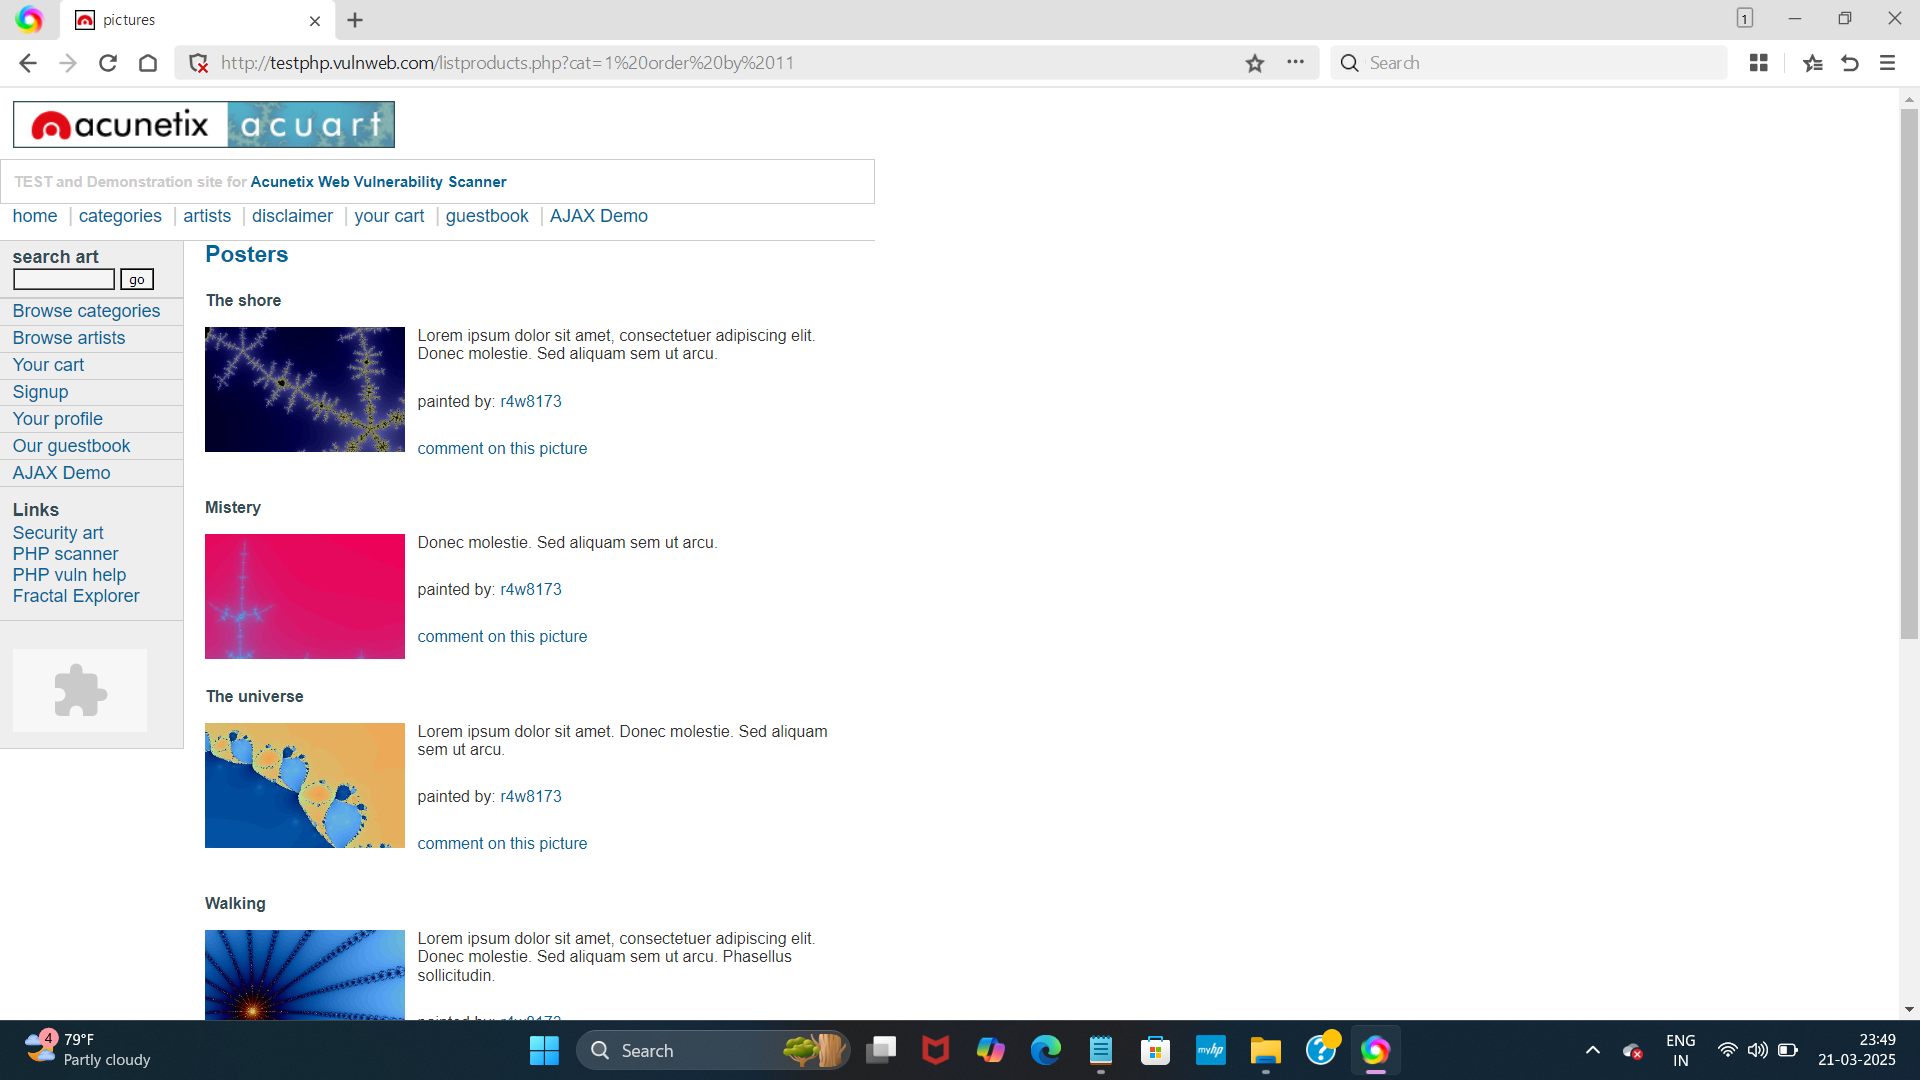 pictures
1
http://testphp.vulnweb.com/listproducts.php?cat=1%20order%20by%2011
Search
acunetix acuart
TEST and Demonstration site for Acunetix Web Vulnerability Scanner
home | categories | artists | disclaimer | your cart | guestbook | AJAX Demo
search art
go
Browse categories
Browse artists
Your cart
Signup
Your profile
Our guestbook
AJAX Demo
Links
Security art
PHP scanner
PHP vuln help
Fractal Explorer
Posters
The shore
Lorem ipsum dolor sit amet, consectetuer adipiscing elit.
Donec molestie. Sed aliquam sem ut arcu.
painted by: r4w8173
comment on this picture
Mistery
Donec molestie. Sed aliquam sem ut arcu.
painted by: r4w8173
comment on this picture
The universe
Lorem ipsum dolor sit amet. Donec molestie. Sed aliquam
sem ut arcu.
painted by: r4w8173
comment on this picture
Walking
Lorem ipsum dolor sit amet, consectetuer adipiscing elit.
Donec molestie. Sed aliquam sem ut arcu. Phasellus
sollicitudin.
painted by: r4w8173
4
79°F
Partly cloudy
Search
myhp
ENG
IN
23:49
21-03-2025